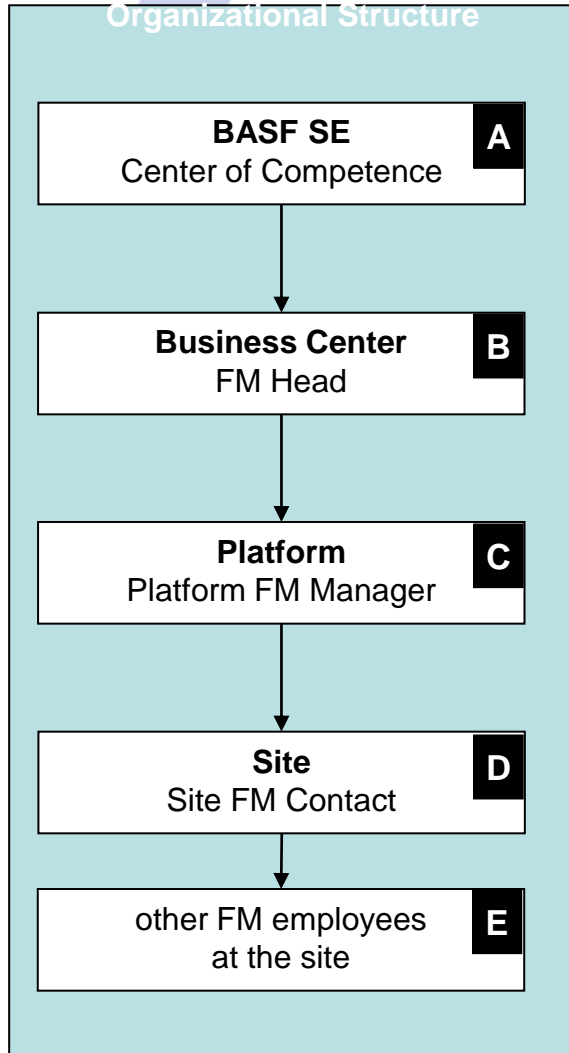 Organizational Structure
BASF SE
A
Center of Competence
Business Center
B
FM Head
Platform
C
Platform FM Manager
Site
D
Site FM Contact
other FM employees
E
at the site